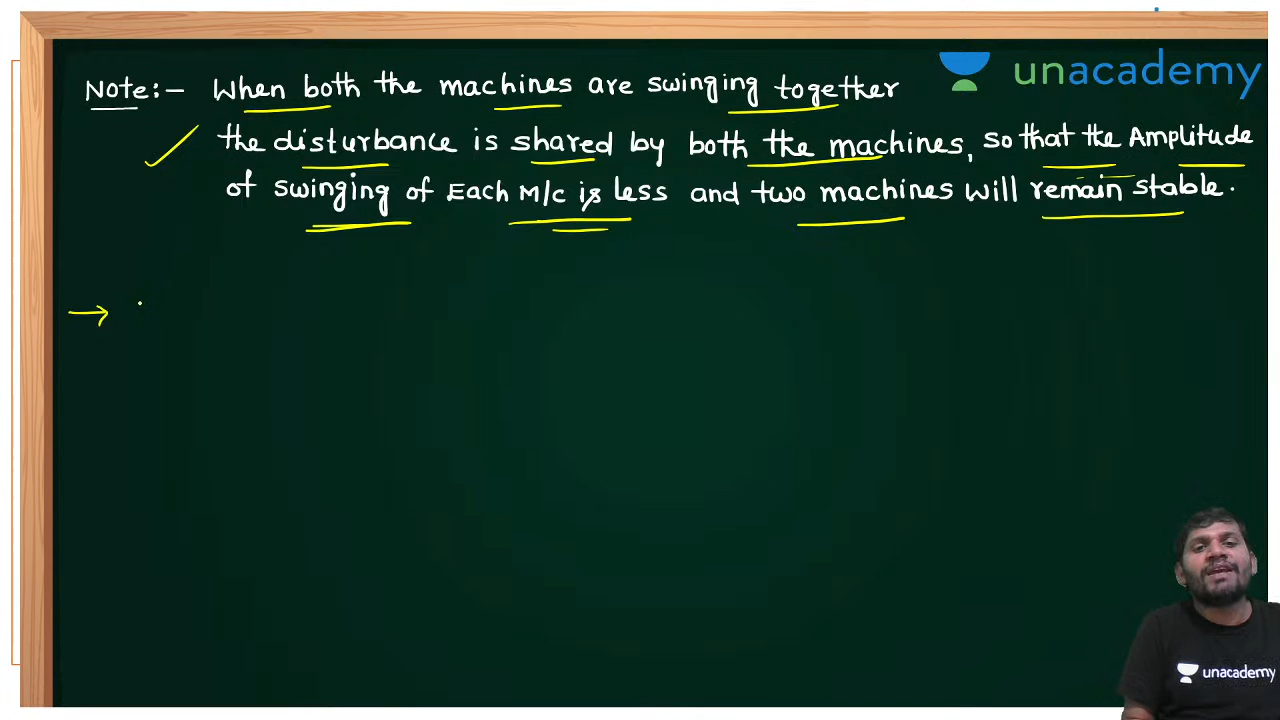 Note:- When both the machines are swinging together
unacademy
the disturbance is shared by both the machines, so that the Amplitude
of swinging of Each M/c is less and two machines will remain stable.
→
unacademy